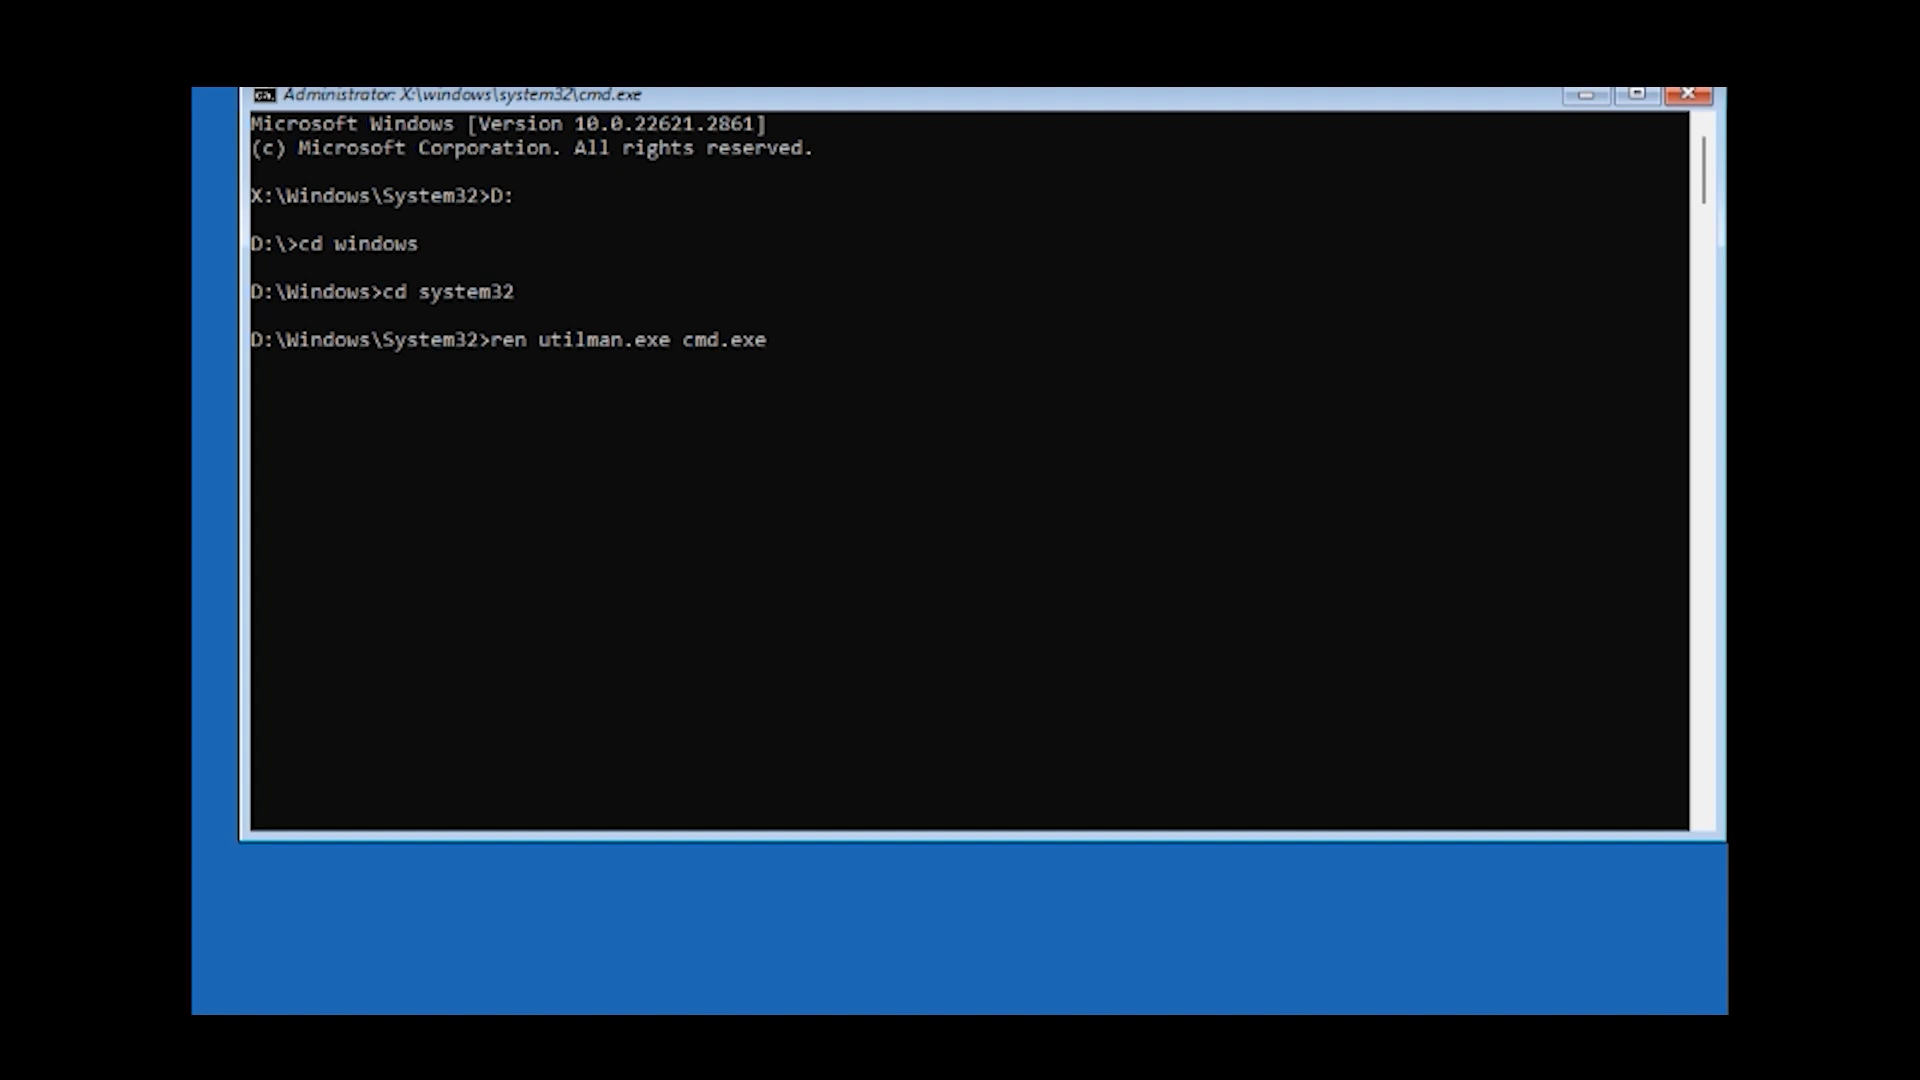 Administrator: X:\windows\system32\cmd.exe
Microsoft Windows [Version 10.0.22621.2861]
(c) Microsoft Corporation. All rights reserved.
X:\Windows\System32>D:
D:\>cd windows
D:\Windows>cd system32
D:\Windows\System32>ren utilman.exe cmd.exe